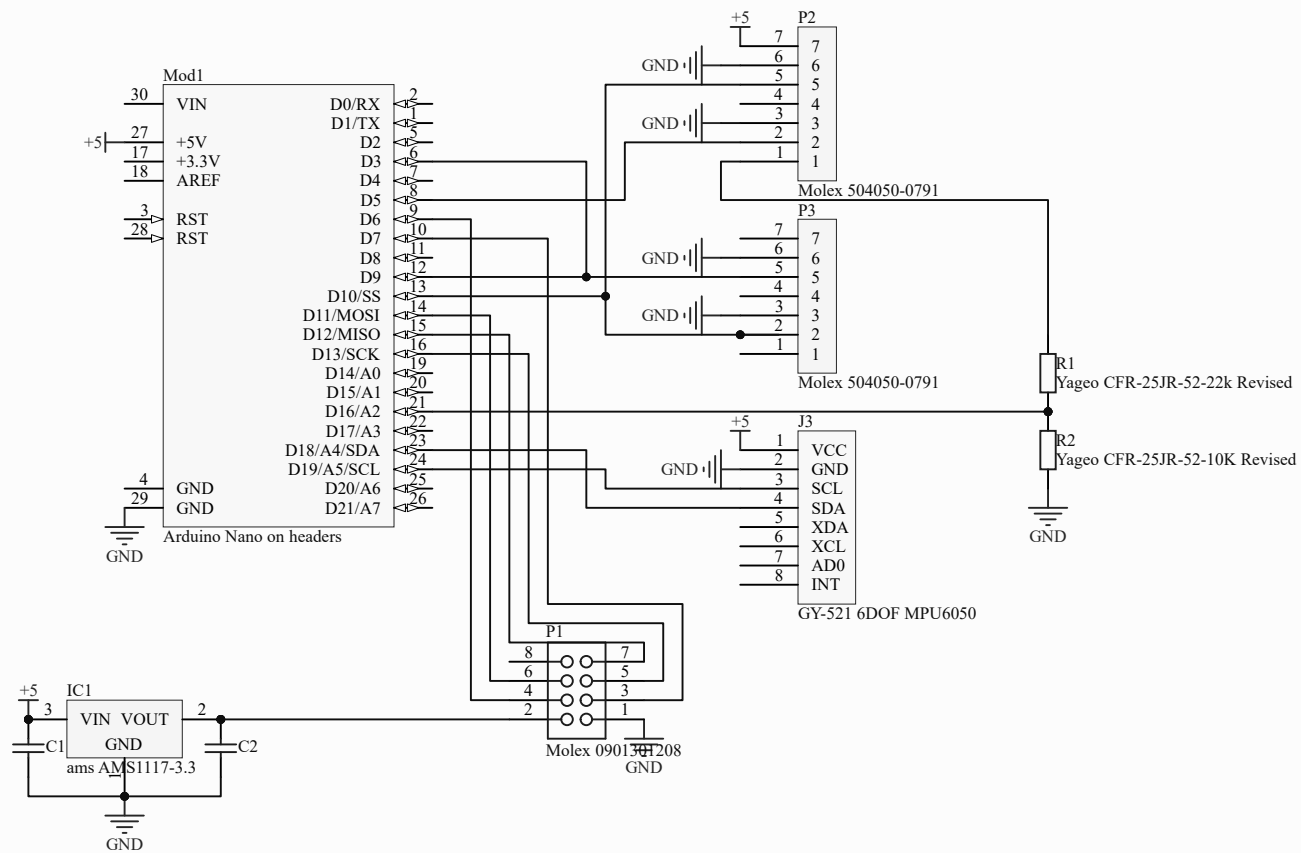 Mod1
30 VIN
+5 27 +5V
17 +3.3V
18 AREF
3 RST
28 RST
4 GND
29 GND
GND
D0/RX 2
D1/TX 1
D2 5
D3 6
D4 7
D5 8
D6 9
D7 10
D8 11
D9 12
D10/SS 13
D11/MOSI 14
D12/MISO 15
D13/SCK 16
D14/A0 19
D15/A1 20
D16/A2 21
D17/A3 22
D18/A4/SDA 23
D19/A5/SCL 24
D20/A6 25
D21/A7 26
Arduino Nano on headers
P2
+5
7 7
GND 6 6
5 5
4 4
GND 3 3
2 2
1 1
Molex 504050-0791
P3
7 7
GND 6 6
5 5
4 4
GND 3 3
2 2
1 1
Molex 504050-0791
R1
Yageo CFR-25JR-52-22k Revised
R2
Yageo CFR-25JR-52-10K Revised
GND
J3
+5
1 VCC
GND 2 GND
3 SCL
4 SDA
5 XDA
6 XCL
7 AD0
8 INT
GY-521 6DOF MPU6050
P1
8 7
6 5
4 3
2 1
Molex 0901301208
GND
+5
IC1
3 VIN VOUT 2
GND
C1
C2
ams AMS1117-3.3
1
GND